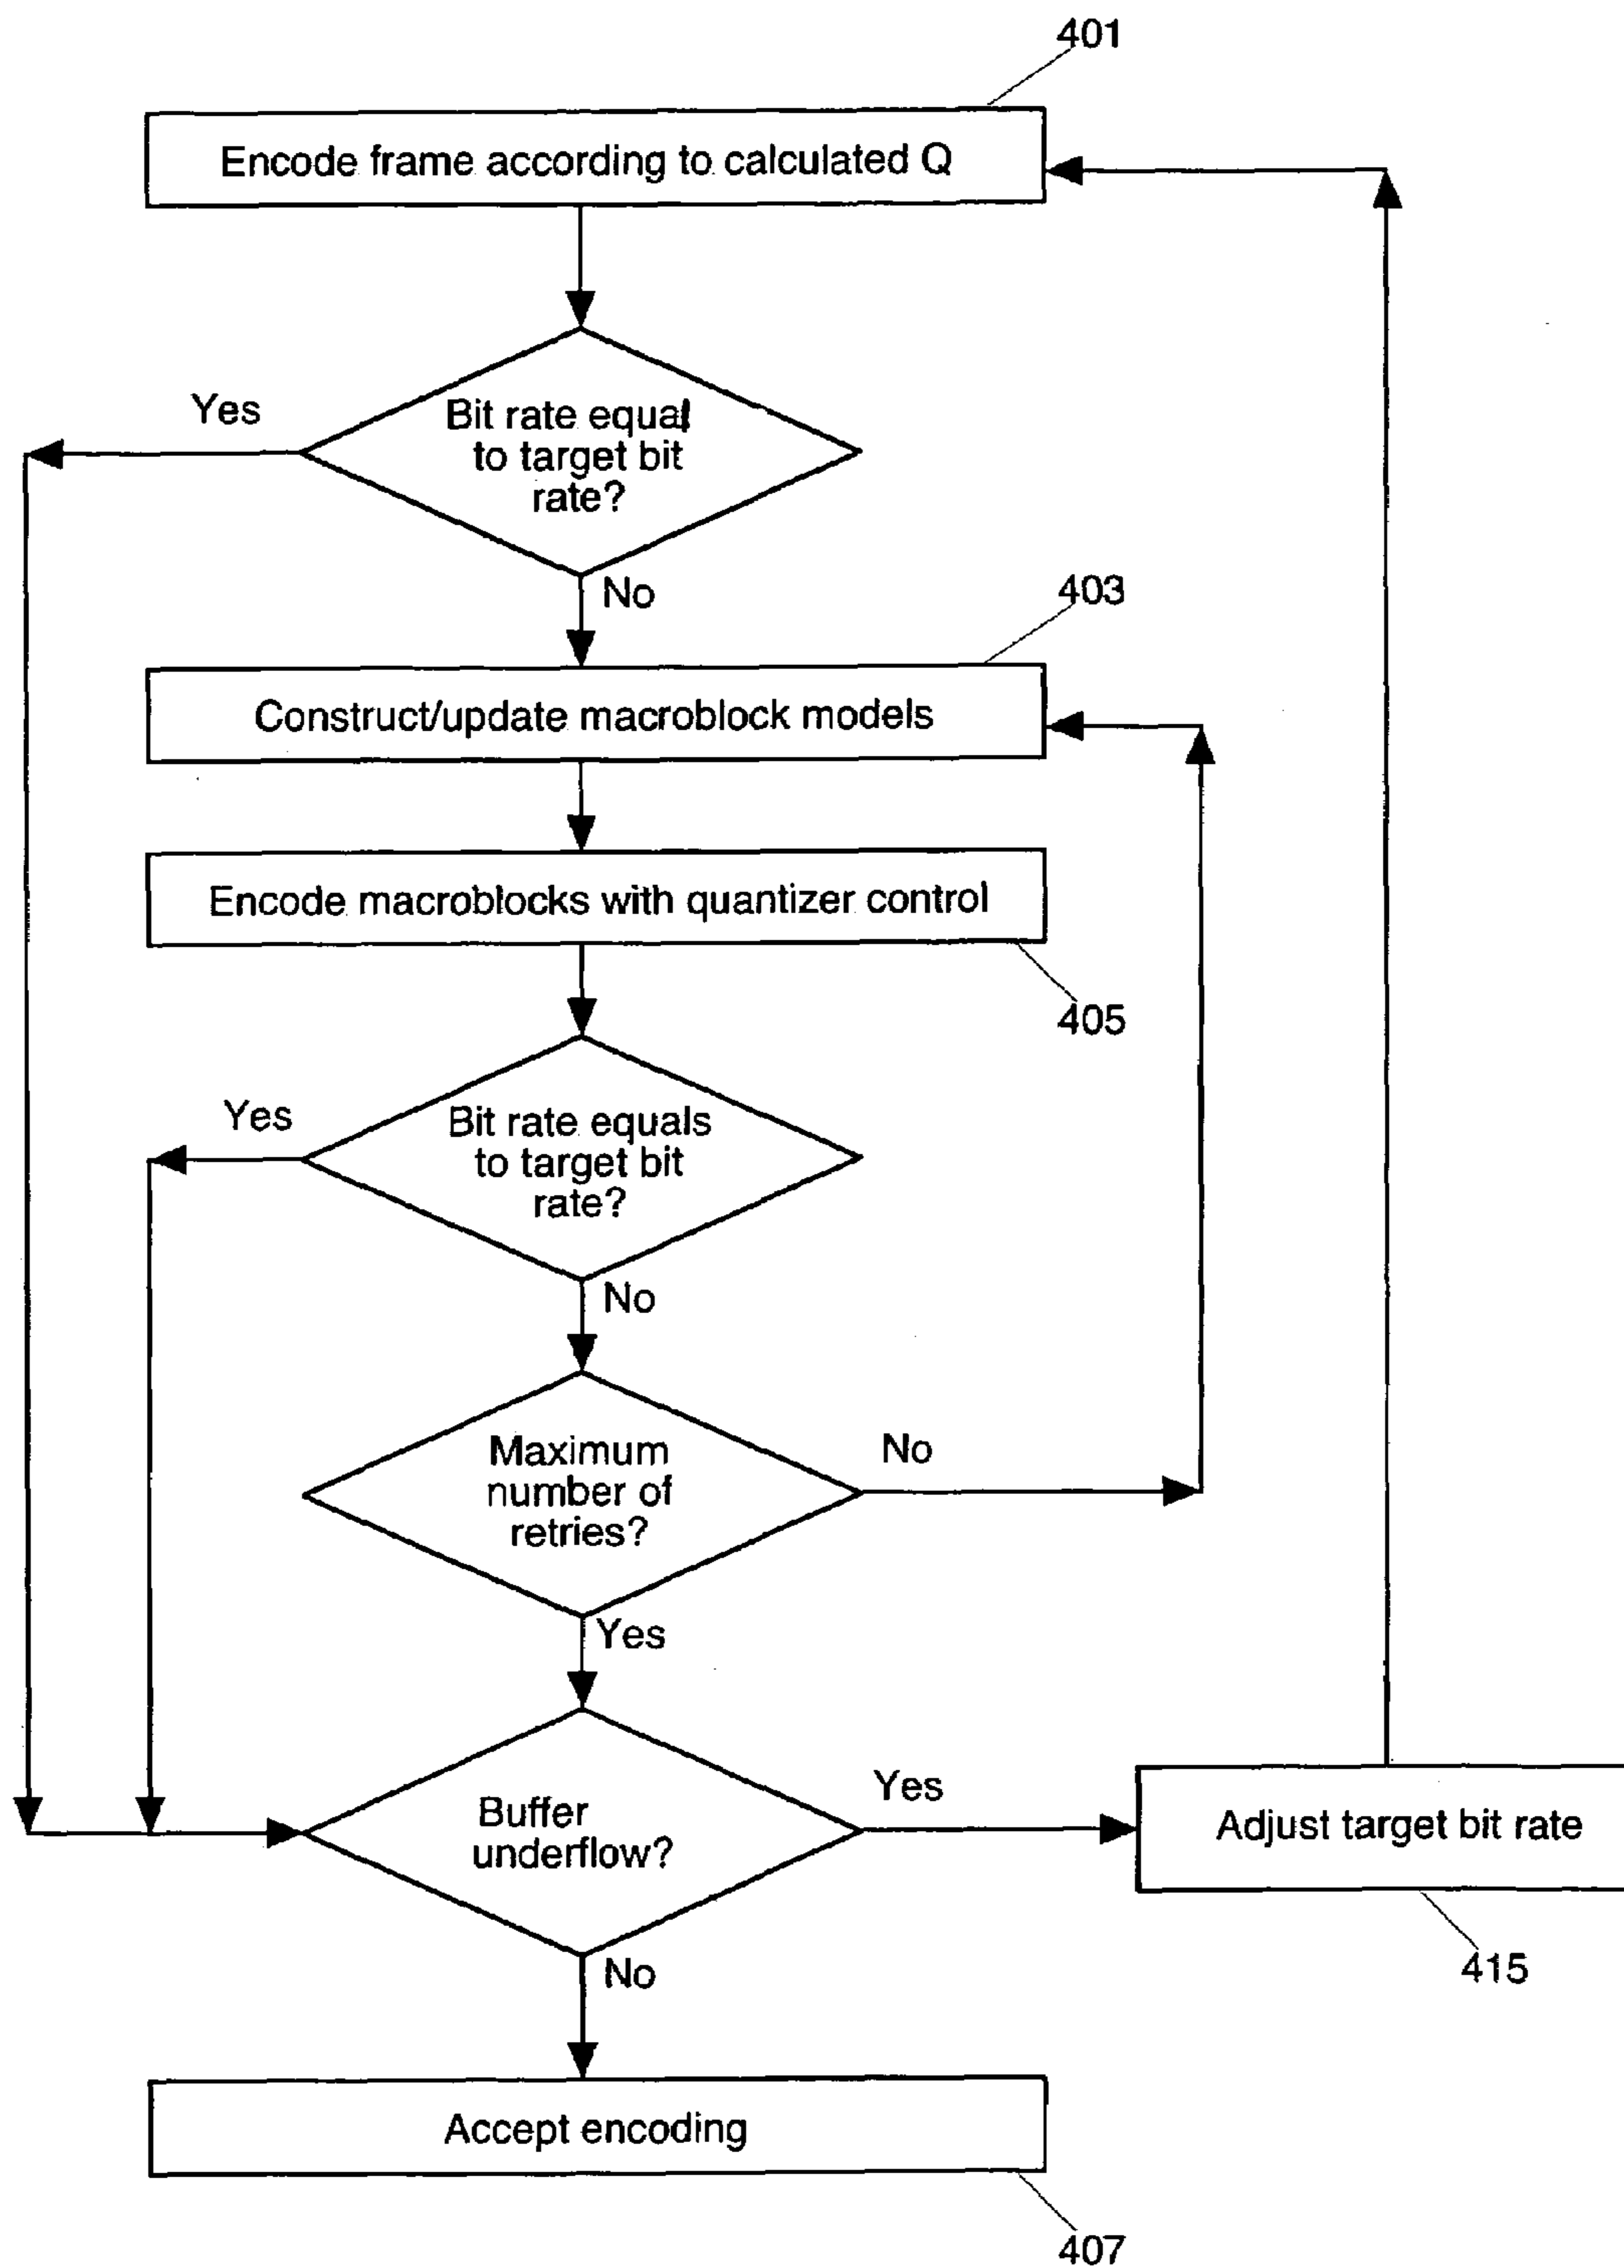 401
Encode frame according to calculated Q
Yes
Bit rate equal
to target bit
rate?
No
403
Construct/update macroblock models
Encode macroblocks with quantizer control
405
Yes
Bit rate equals
to target bit
rate?
No
Maximum
number of
retries?
No
Yes
Buffer
underflow?
Yes
Adjust target bit rate
415
No
Accept encoding
407